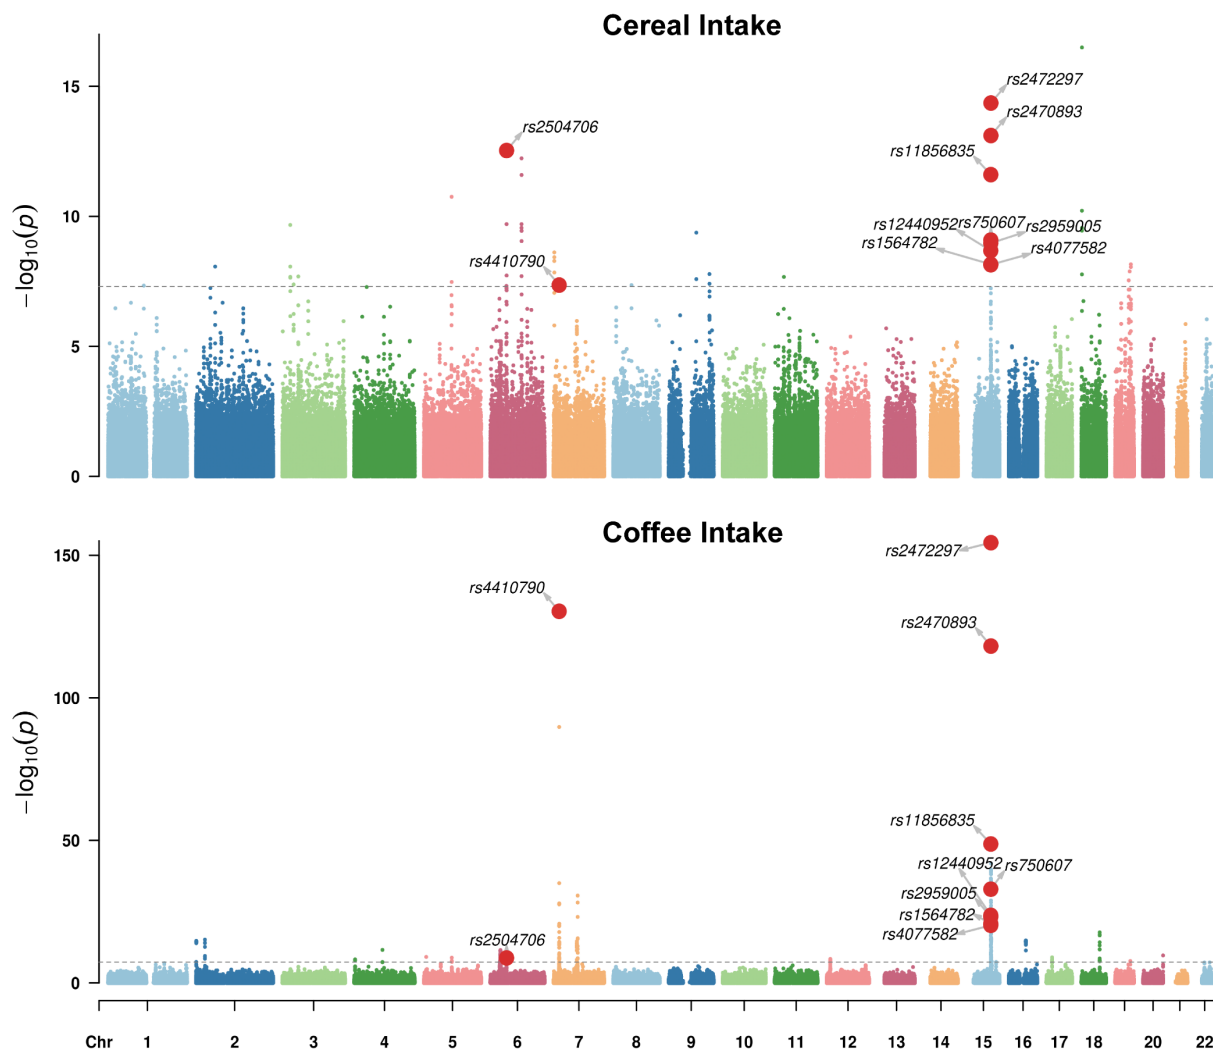 Cereal Intake
−log₁₀(p)
15
10
5
0
rs2472297
rs2470893
rs2504706
rs11856835
rs12440952
rs750607
rs2959005
rs1564782
rs4077582
rs4410790
Coffee Intake
−log₁₀(p)
150
100
50
0
rs2472297
rs4410790
rs2470893
rs11856835
rs12440952
rs750607
rs2959005
rs1564782
rs4077582
rs2504706
Chr 1 2 3 4 5 6 7 8 9 10 11 12 13 14 15 16 17 18 20 22